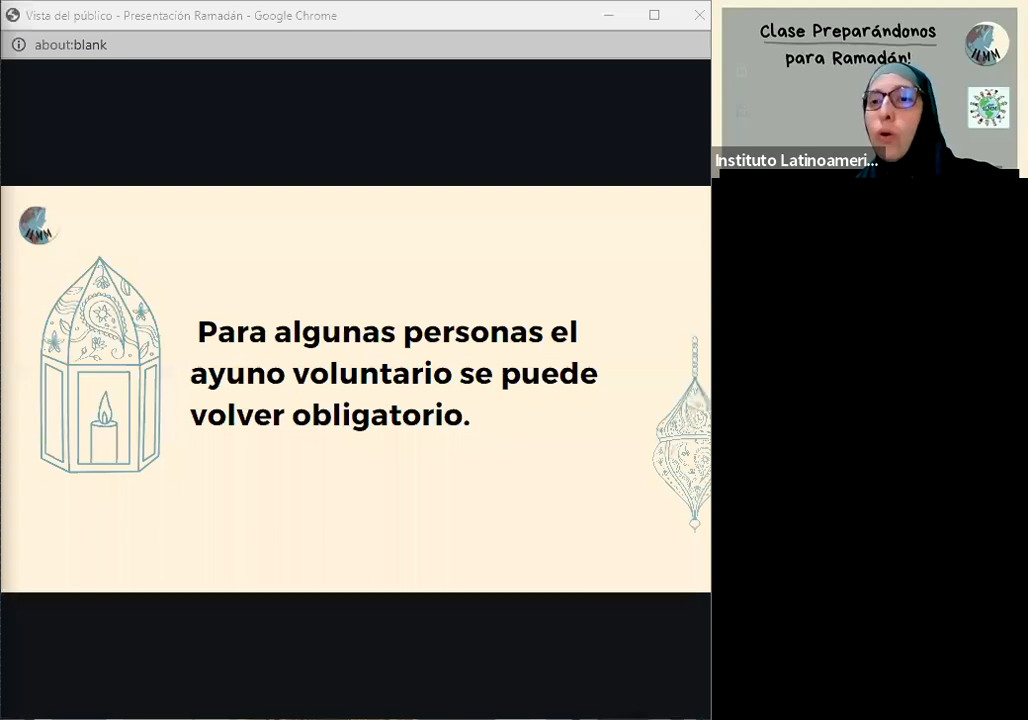 Vista del público - Presentación Ramadán - Google Chrome
about:blank
Clase Preparándonos
para Ramadán!
Instituto Latinoameri...
Para algunas personas el
ayuno voluntario se puede
volver obligatorio.